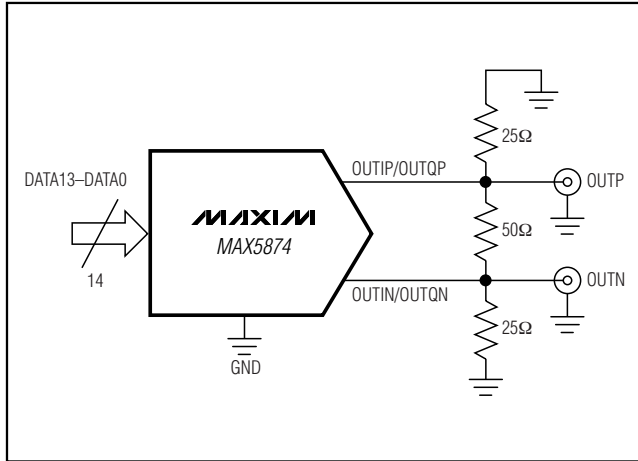 25Ω
OUTIP/OUTQP
DATA13–DATA0
OUTP
MAXIM
MAX5874
50Ω
14
OUTN
OUTIN/OUTQN
25Ω
GND